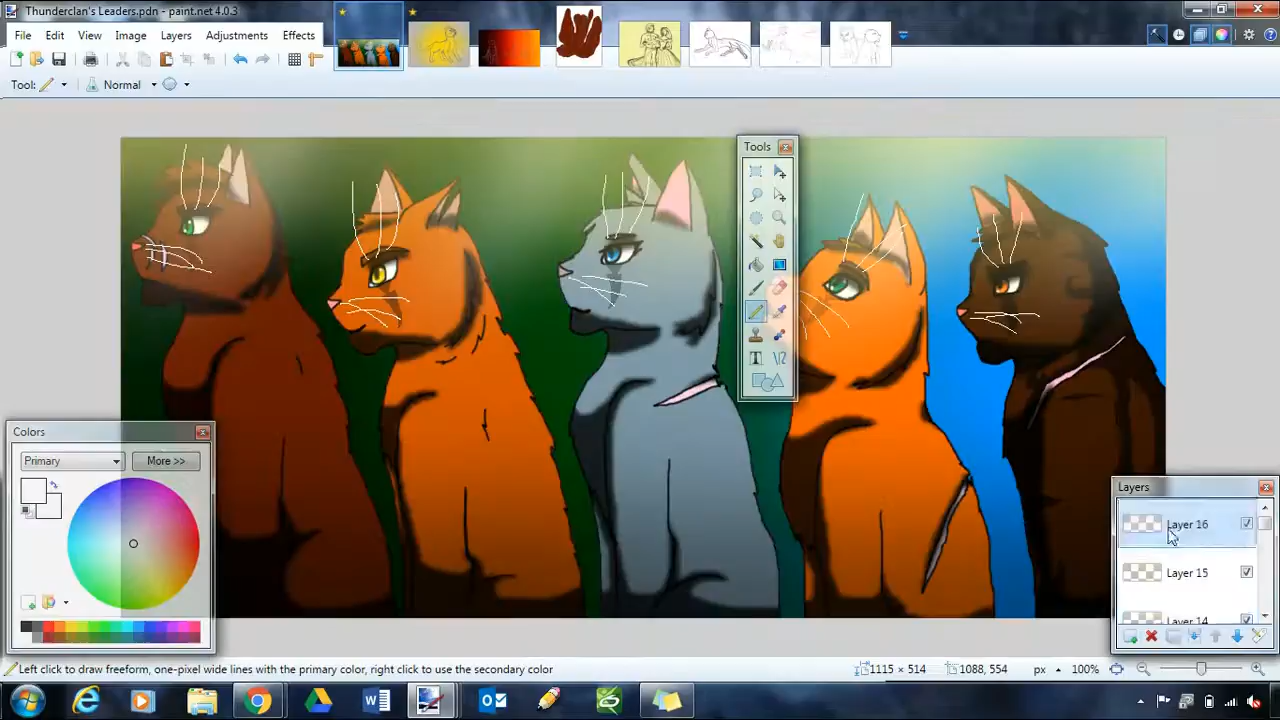 Thunderclan's Leaders.pdn - paint.net 4.0.3
File Edit View Image Layers Adjustments Effects
Tool: Normal
Tools
T
Colors
Primary More >>
Layers
Layer 16
Layer 15
Layer 14
Left click to draw freeform, one-pixel wide lines with the primary color, right click to use the secondary color 1115 × 514 1088, 554 px 100%